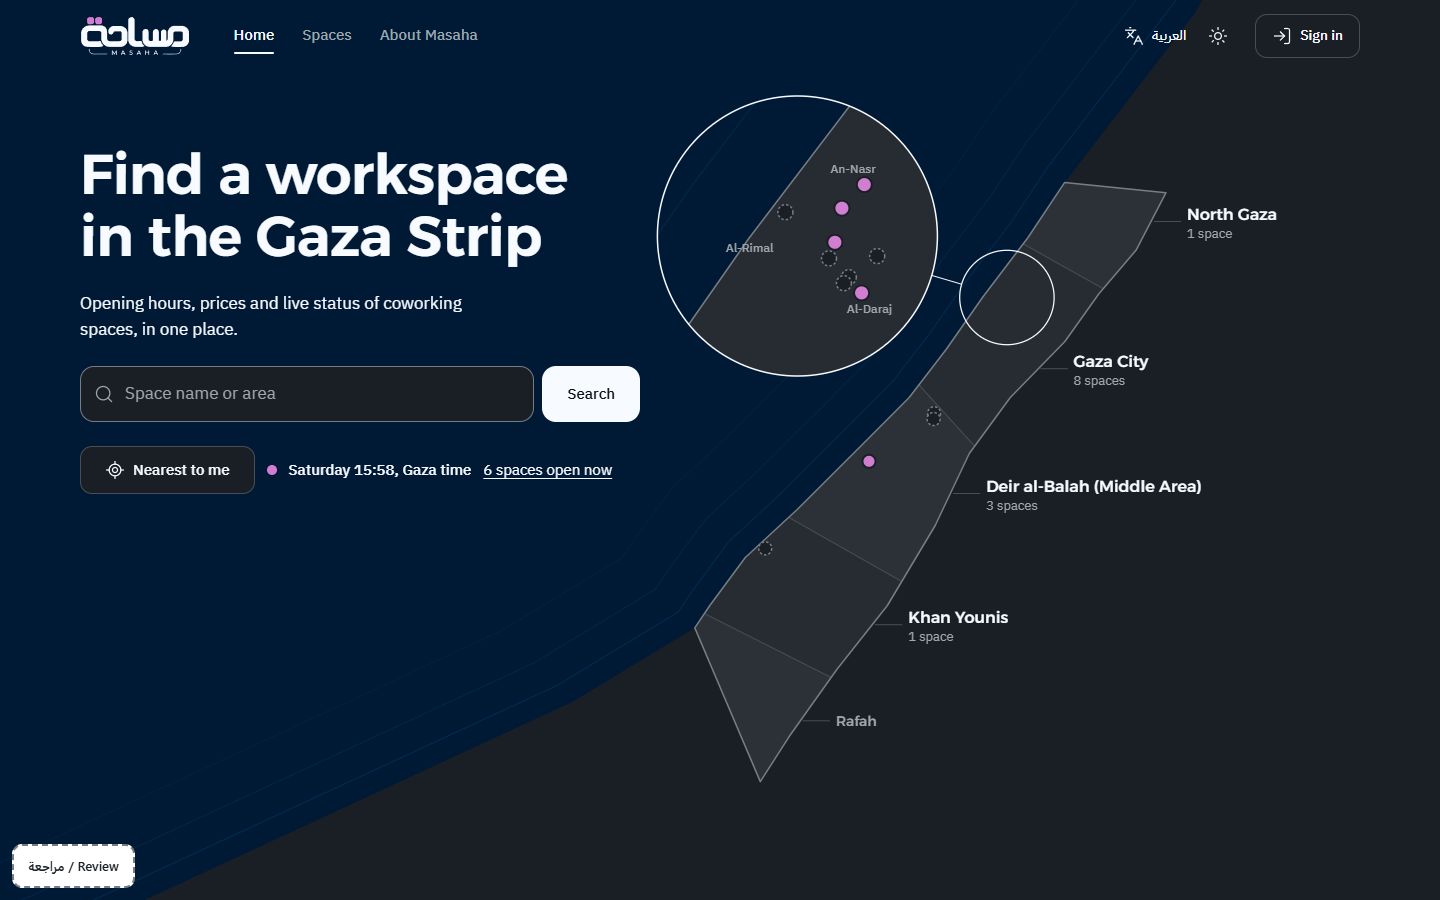 مساحة
MASAHA
Home
Spaces
About Masaha
العربية
Sign in
Find a workspace
in the Gaza Strip
Opening hours, prices and live status of coworking
spaces, in one place.
Space name or area
Search
Nearest to me
Saturday 15:58, Gaza time
6 spaces open now
An-Nasr
Al-Rimal
Al-Daraj
North Gaza
1 space
Gaza City
8 spaces
Deir al-Balah (Middle Area)
3 spaces
Khan Younis
1 space
Rafah
مراجعة / Review